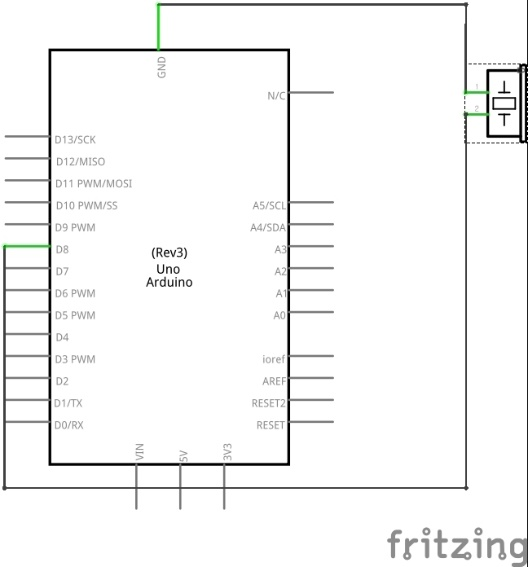 GND
N/C
1
2
D13/SCK
D12/MISO
D11 PWM/MOSI
D10 PWM/SS
A5/SCL
D9 PWM
A4/SDA
D8
A3
(Rev3)
D7
Uno
A2
Arduino
D6 PWM
A1
D5 PWM
A0
D4
D3 PWM
ioref
D2
AREF
D1/TX
RESET2
D0/RX
RESET
VIN
5V
3V3
fritzing